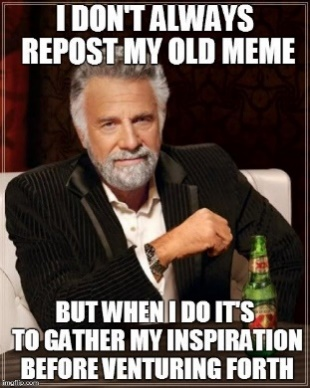 I DON'T ALWAYS
REPOST MY OLD MEME
BUT WHEN I DO IT'S
TO GATHER MY INSPIRATION
BEFORE VENTURING FORTH
imgflip.com